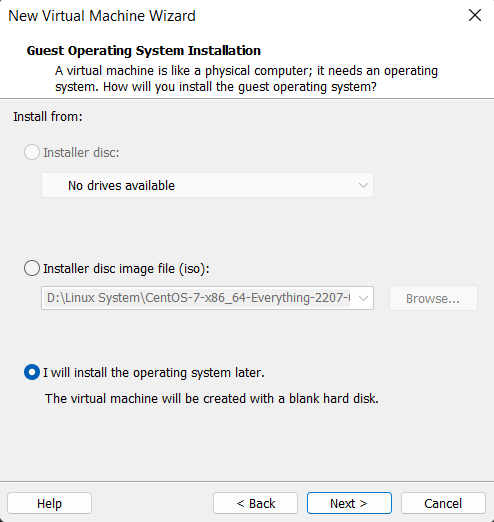 New Virtual Machine Wizard
Guest Operating System Installation
A virtual machine is like a physical computer; it needs an operating
system. How will you install the guest operating system?
Install from:
Installer disc:
No drives available
Installer disc image file (iso):
D:\Linux System\CentOS-7-x86_64-Everything-2207-
Browse...
I will install the operating system later.
The virtual machine will be created with a blank hard disk.
Help
< Back
Next >
Cancel